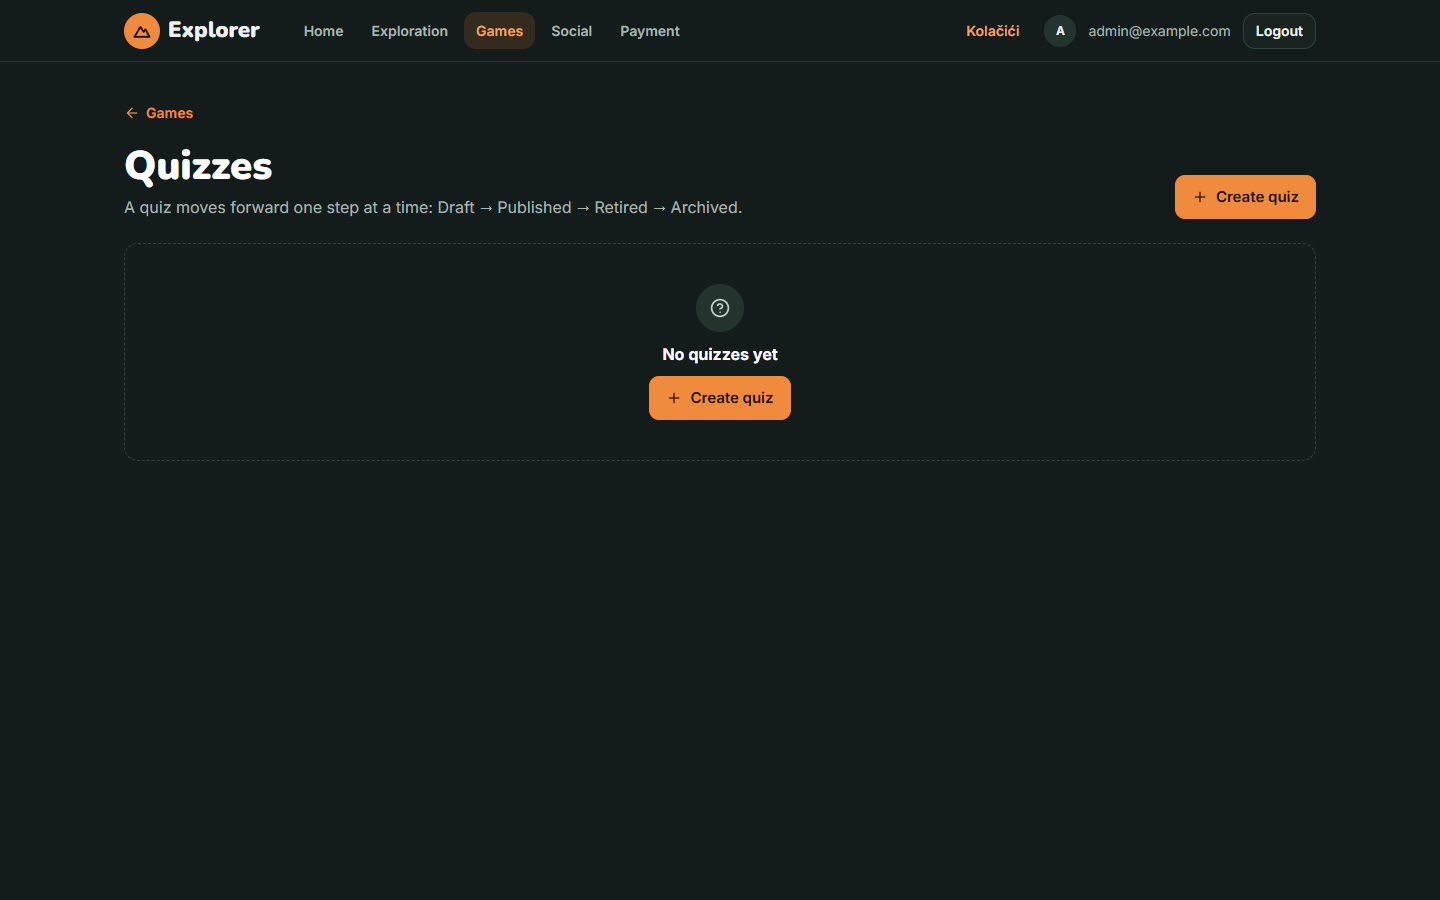 Explorer
Home
Exploration
Games
Social
Payment
Kolačići
A
admin@example.com
Logout
← Games
Quizzes
A quiz moves forward one step at a time: Draft → Published → Retired → Archived.
+ Create quiz
No quizzes yet
+ Create quiz